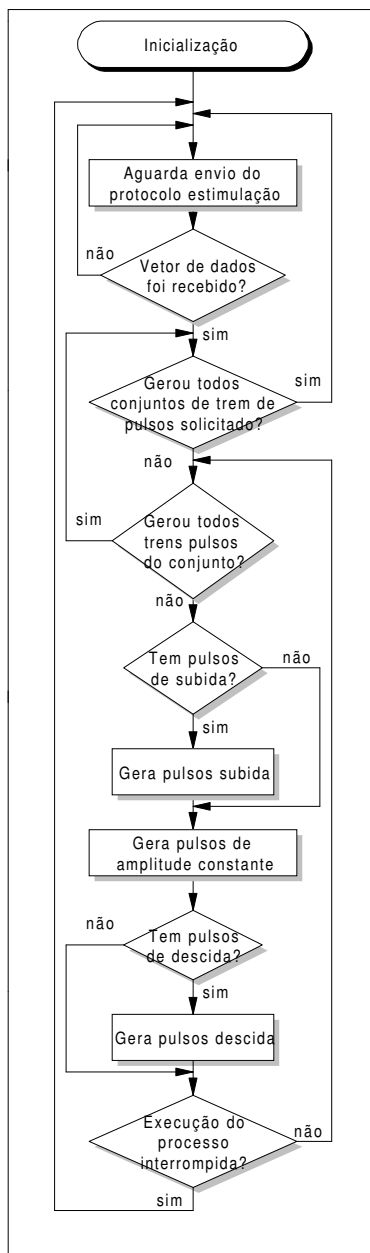 Inicialização
Aguarda envio do
protocolo estimulação
não
Vetor de dados
foi recebido?
sim
Gerou todos
conjuntos de trem de
pulsos solicitado?
sim
não
sim
Gerou todos
trens pulsos
do conjunto?
não
Tem pulsos
de subida?
não
sim
Gera pulsos subida
Gera pulsos de
amplitude constante
não
Tem pulsos
de descida?
sim
Gera pulsos descida
Execução do
processo
interrompida?
não
sim